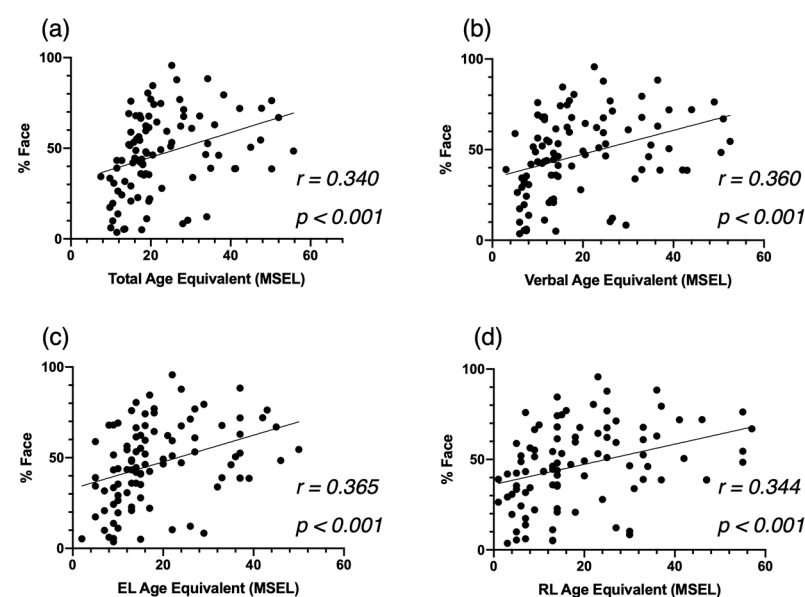 (a)
100
50
0
% Face
0
20
40
60
Total Age Equivalent (MSEL)
r = 0.340
p < 0.001
(b)
100
50
0
% Face
0
20
40
60
Verbal Age Equivalent (MSEL)
r = 0.360
p < 0.001
(c)
100
50
0
% Face
0
20
40
60
EL Age Equivalent (MSEL)
r = 0.365
p < 0.001
(d)
100
50
0
% Face
0
20
40
60
RL Age Equivalent (MSEL)
r = 0.344
p < 0.001